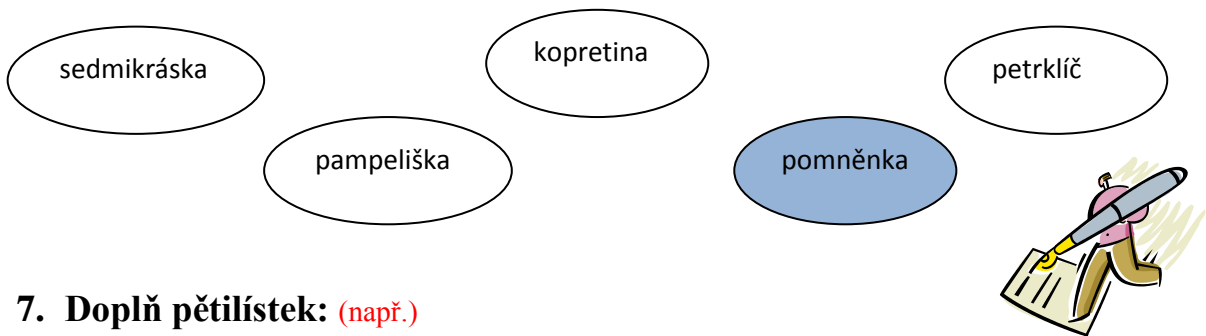 sedmikráska
kopretina
petrklíč
pampeliška
pomněnka
7. Doplň pětilístek: (např.)